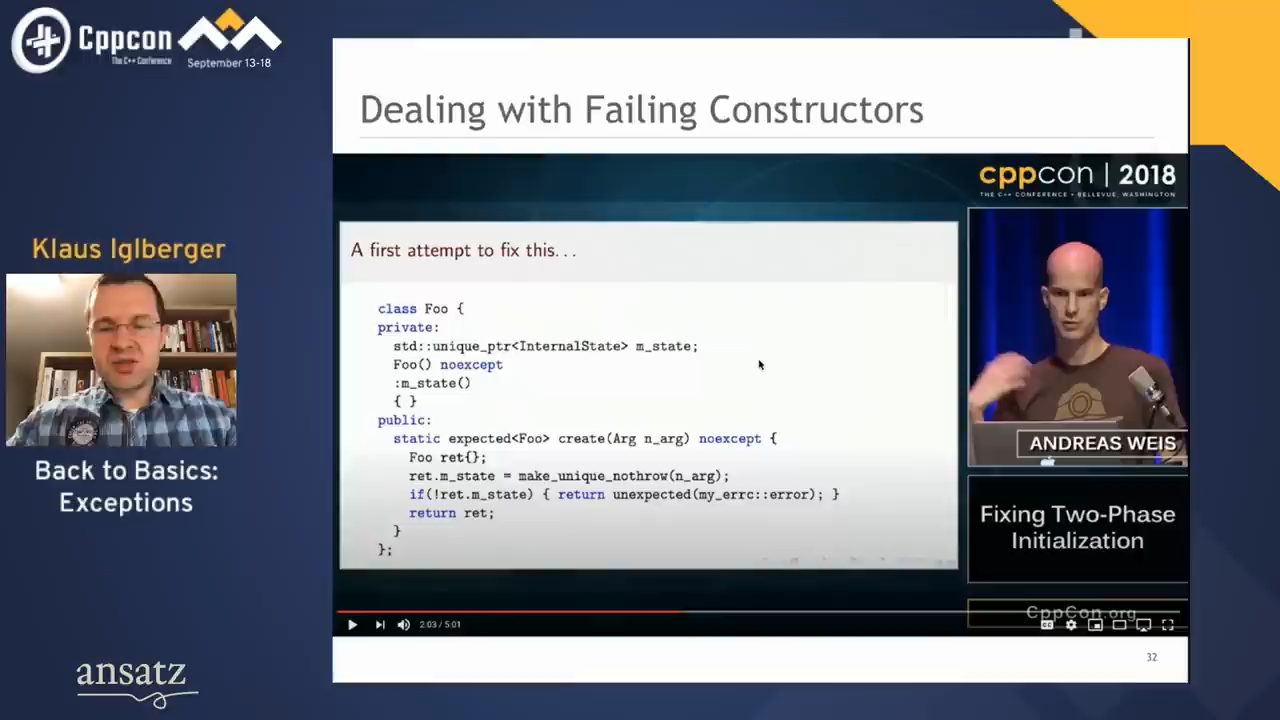 Cppcon
The C++ Conference
September 13-18
Klaus Iglberger
Back to Basics:
Exceptions
ansatz
Dealing with Failing Constructors
cppcon | 2018
THE C++ CONFERENCE • BELLEVUE, WASHINGTON
A first attempt to fix this...
class Foo {
private:
std::unique_ptr<InternalState> m_state;
Foo() noexcept
:m_state()
{ }
public:
static expected<Foo> create(Arg n_arg) noexcept {
Foo ret{};
ret.m_state = make_unique_nothrow(n_arg);
if(!ret.m_state) { return unexpected(my_errc::error); }
return ret;
}
};
ANDREAS WEIS
Fixing Two-Phase
Initialization
CppCon.org
2:03 / 5:01
32